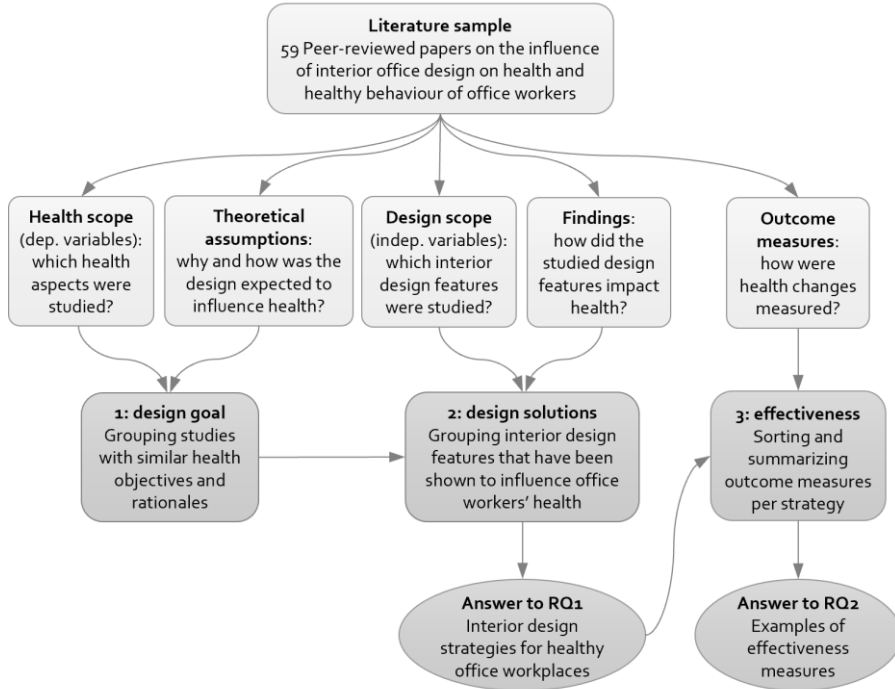 Literature sample
59 Peer-reviewed papers on the influence
of interior office design on health and
healthy behaviour of office workers
Health scope
(dep. variables):
which health
aspects were
studied?
Theoretical
assumptions:
why and how was the
design expected to
influence health?
Design scope
(indep. variables):
which interior
design features
were studied?
Findings:
how did the
studied design
features impact
health?
Outcome
measures:
how were
health changes
measured?
1: design goal
Grouping studies
with similar health
objectives and
rationales
2: design solutions
Grouping interior design
features that have been
shown to influence office
workers' health
3: effectiveness
Sorting and
summarizing
outcome measures
per strategy
Answer to RQ1
Interior design
strategies for healthy
office workplaces
Answer to RQ2
Examples of
effectiveness
measures